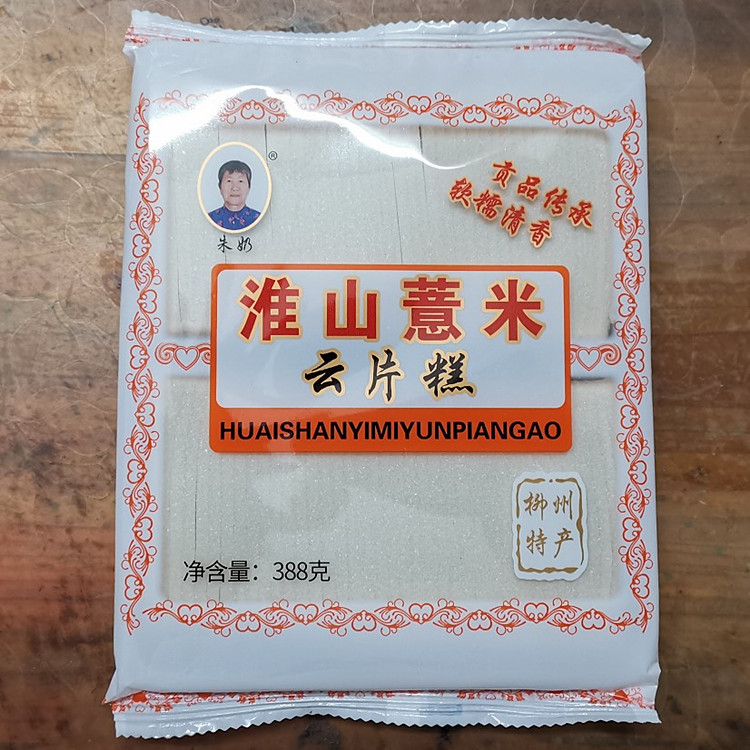 ®
朱奶
贡品传承
软糯清香
淮山薏米
云片糕
HUAISHANYIMIYUNPIANGAO
柳州
特产
净含量：388克